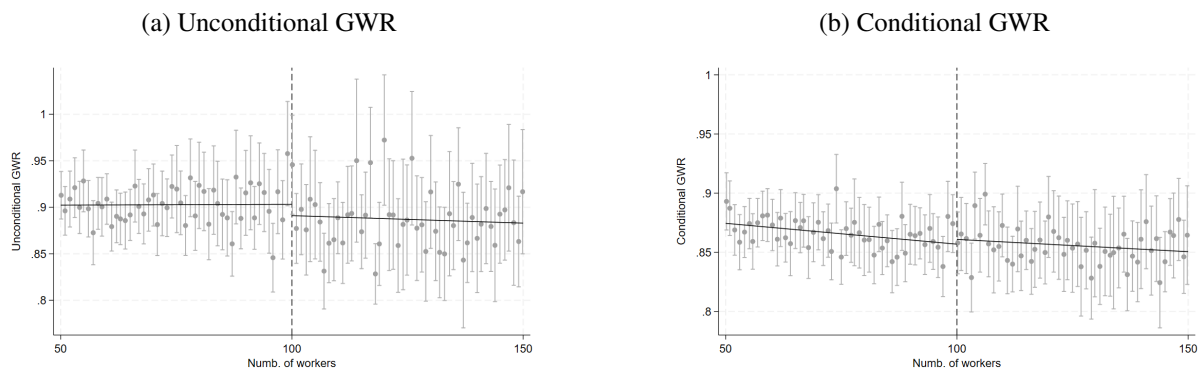 (a) Unconditional GWR
Unconditional GWR
1
.95
.9
.85
.8
50
100
150
Numb. of workers
(b) Conditional GWR
Conditional GWR
1
.95
.9
.85
.8
50
100
150
Numb. of workers